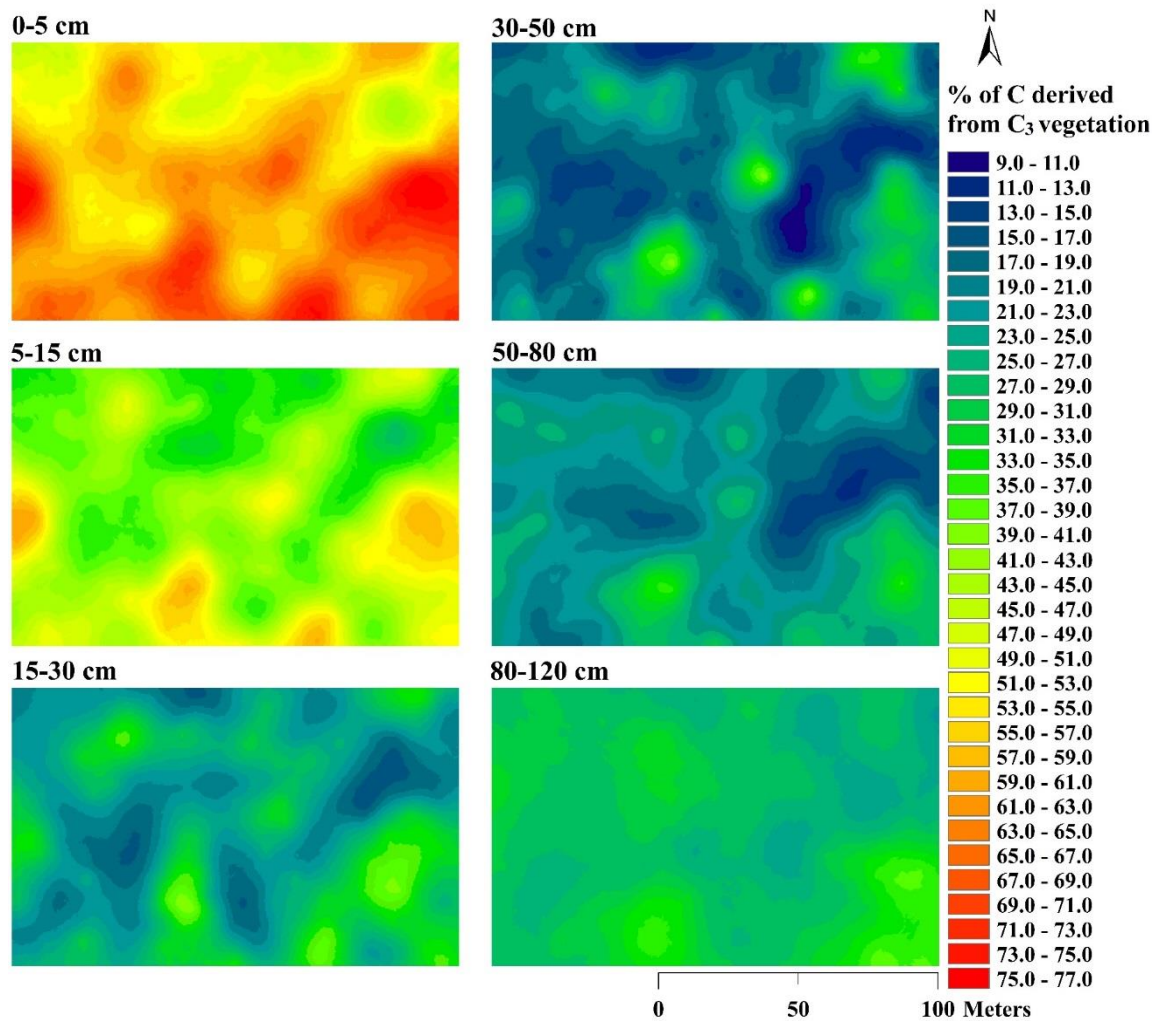 0-5 cm
30-50 cm
5-15 cm
50-80 cm
15-30 cm
80-120 cm
N
% of C derived
from C₃ vegetation
9.0 - 11.0
11.0 - 13.0
13.0 - 15.0
15.0 - 17.0
17.0 - 19.0
19.0 - 21.0
21.0 - 23.0
23.0 - 25.0
25.0 - 27.0
27.0 - 29.0
29.0 - 31.0
31.0 - 33.0
33.0 - 35.0
35.0 - 37.0
37.0 - 39.0
39.0 - 41.0
41.0 - 43.0
43.0 - 45.0
45.0 - 47.0
47.0 - 49.0
49.0 - 51.0
51.0 - 53.0
53.0 - 55.0
55.0 - 57.0
57.0 - 59.0
59.0 - 61.0
61.0 - 63.0
63.0 - 65.0
65.0 - 67.0
67.0 - 69.0
69.0 - 71.0
71.0 - 73.0
73.0 - 75.0
75.0 - 77.0
0 50 100 Meters